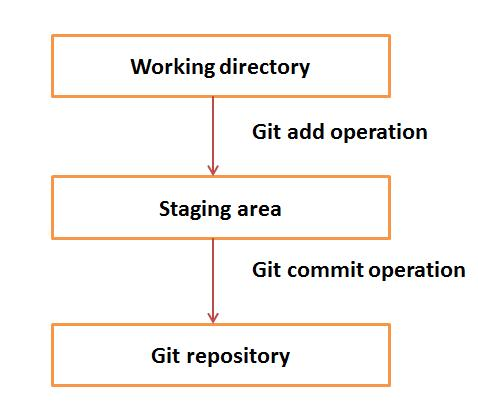 Working directory
Git add operation
Staging area
Git commit operation
Git repository